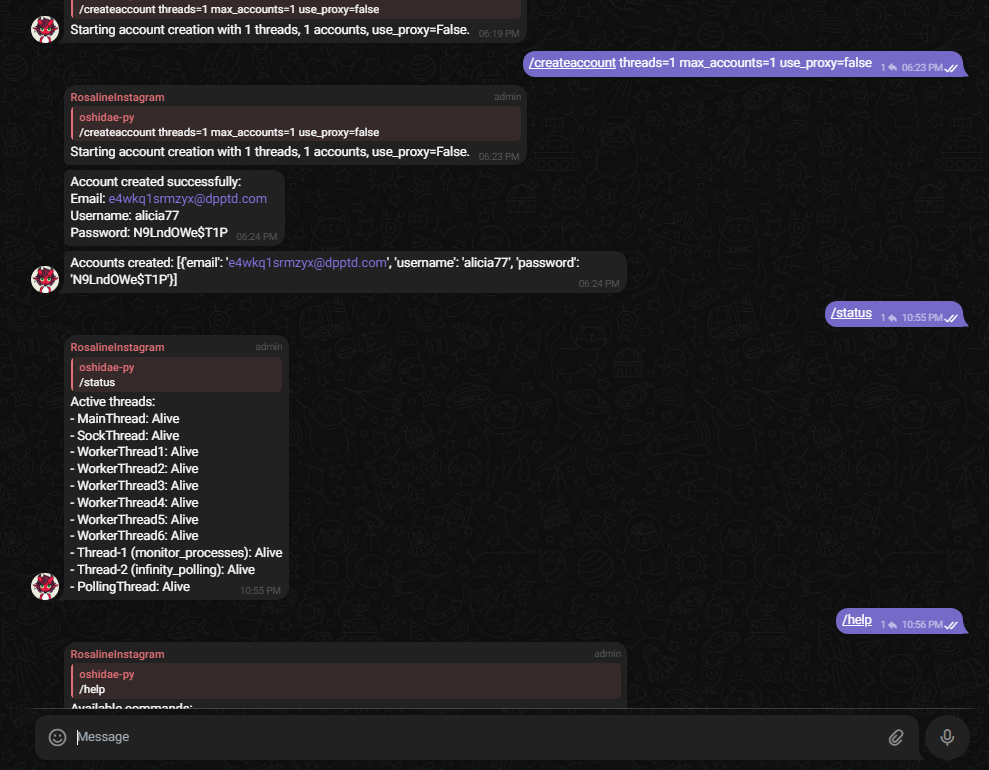 /createaccount threads=1 max_accounts=1 use_proxy=false
Starting account creation with 1 threads, 1 accounts, use_proxy=False. 06:19 PM
/createaccount threads=1 max_accounts=1 use_proxy=false 1 06:23 PM
RosalineInstagram admin
oshidae-py
/createaccount threads=1 max_accounts=1 use_proxy=false
Starting account creation with 1 threads, 1 accounts, use_proxy=False. 06:23 PM
Account created successfully:
Email: e4wkq1srmzyx@dpptd.com
Username: alicia77
Password: N9LndOWe$T1P 06:24 PM
Accounts created: [{'email': 'e4wkq1srmzyx@dpptd.com', 'username': 'alicia77', 'password':
'N9LndOWe$T1P'}] 06:24 PM
/status 1 10:55 PM
RosalineInstagram admin
oshidae-py
/status
Active threads:
- MainThread: Alive
- SockThread: Alive
- WorkerThread1: Alive
- WorkerThread2: Alive
- WorkerThread3: Alive
- WorkerThread4: Alive
- WorkerThread5: Alive
- WorkerThread6: Alive
- Thread-1 (monitor_processes): Alive
- Thread-2 (infinity_polling): Alive
- PollingThread: Alive 10:55 PM
/help 1 10:56 PM
RosalineInstagram admin
oshidae-py
/help
Available commands:
Message